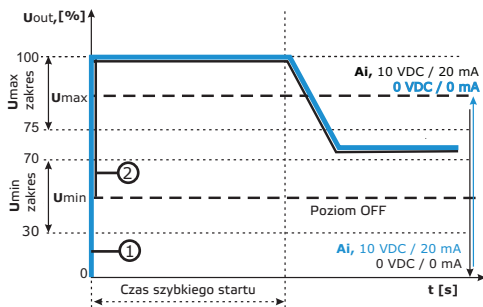 Uout,[%]
100
Umax
zakres
Umax
75
70
Umin
zakres
Umin
30
0
Ai, 10 VDC / 20 mA
0 VDC / 0 mA
2
Poziom OFF
1
Ai, 10 VDC / 20 mA
0 VDC / 0 mA
Czas szybkiego startu
t [s]